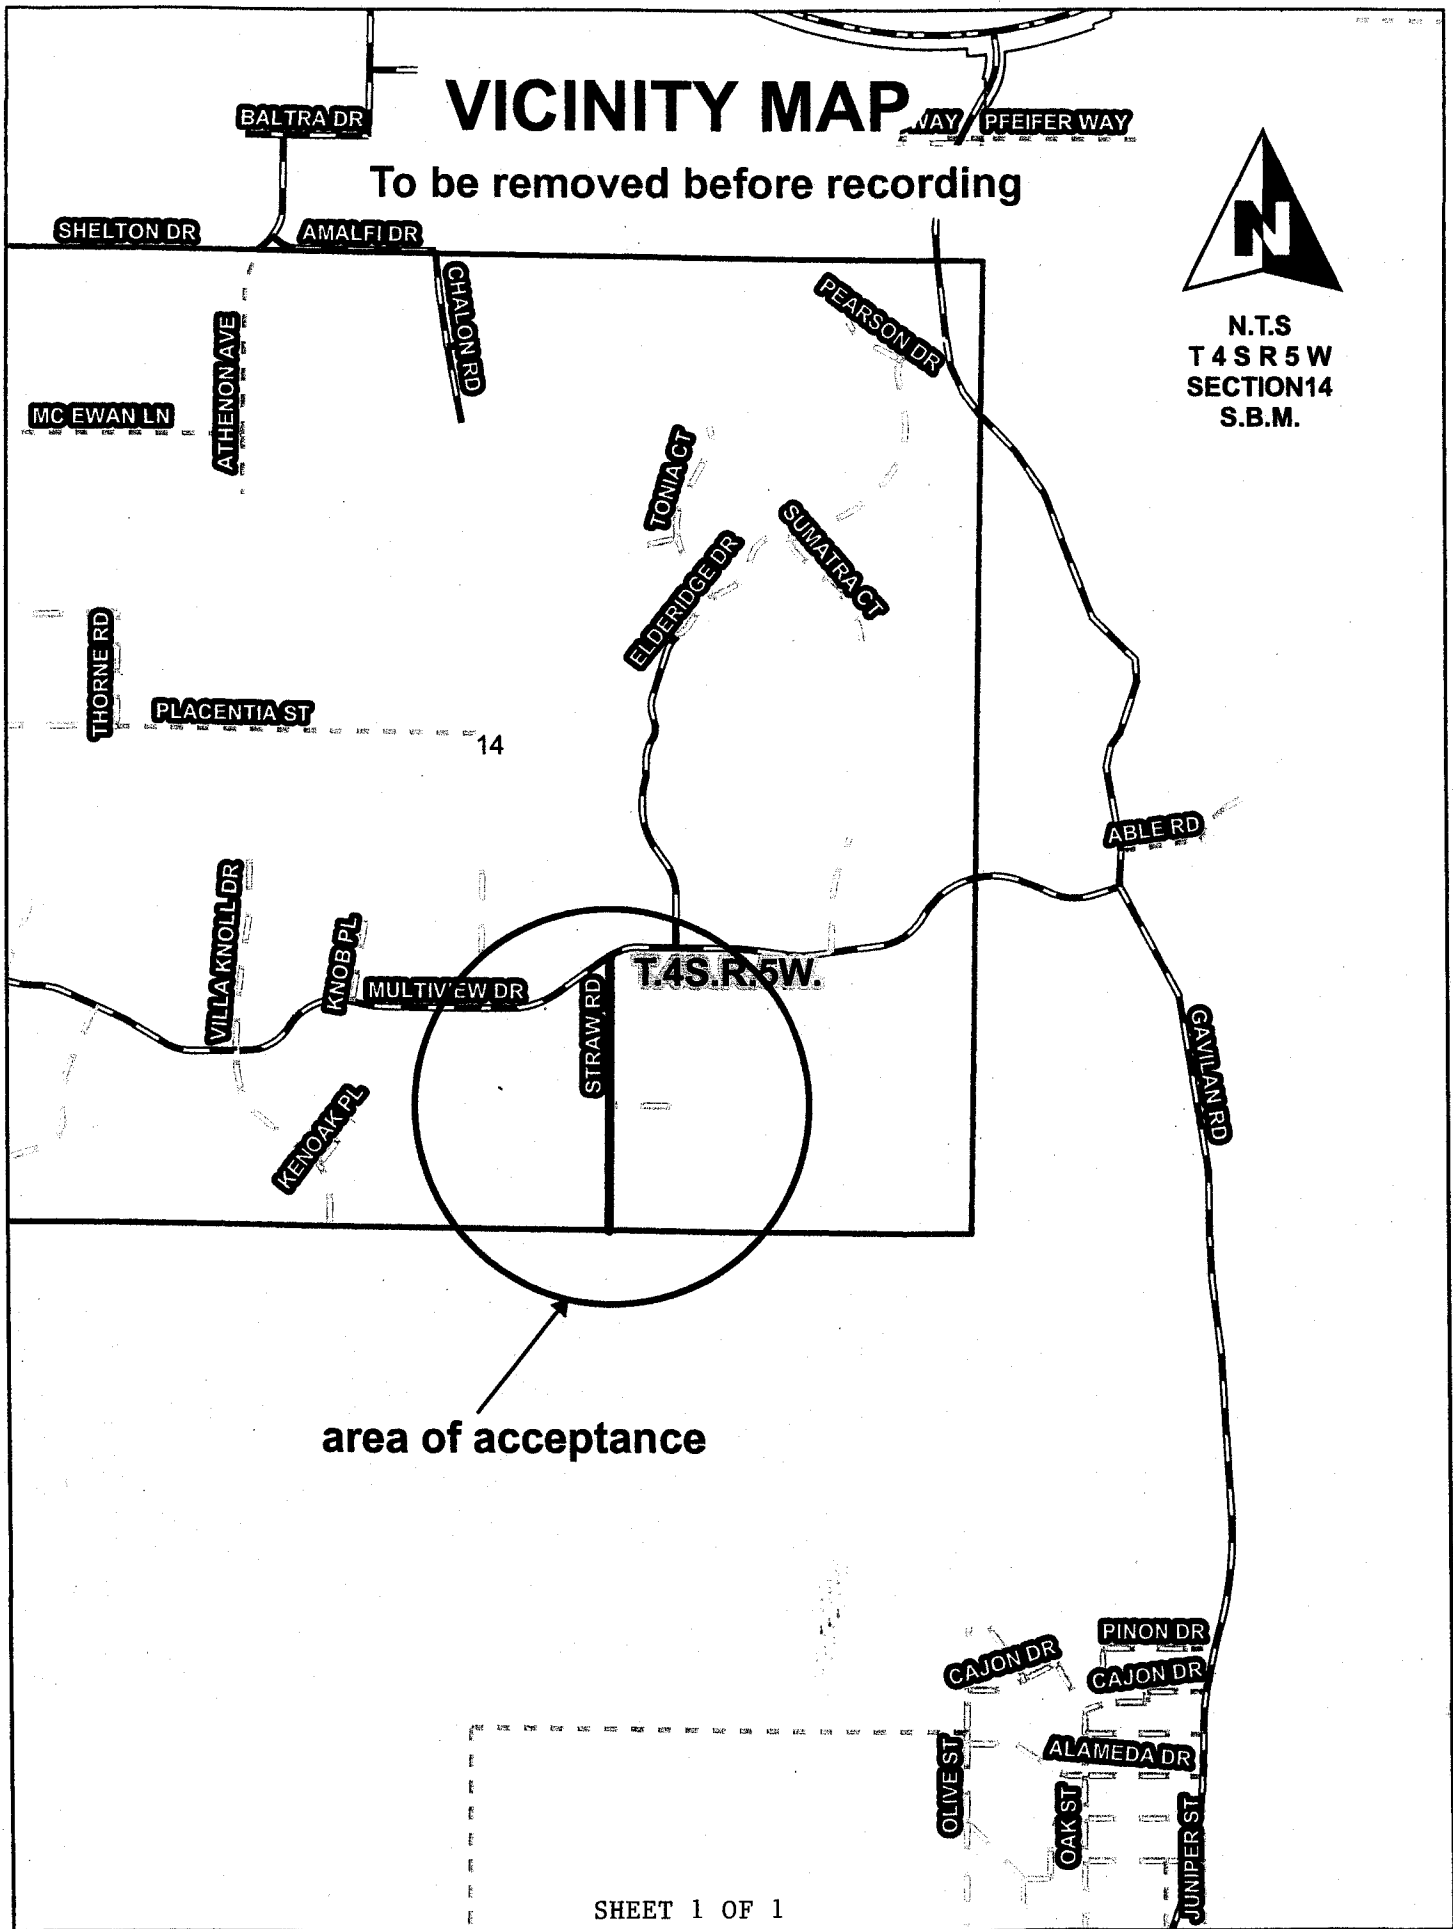 VICINITY MAP
To be removed before recording
BALTRA DR
WAY
PFEIFER WAY
SHELTON DR
AMALFI DR
N
N.T.S
T 4 S R 5 W
SECTION14
S.B.M.
CHALON RD
PEARSON DR
ATHENON AVE
MC EWAN LN
TONIA CT
SUMATRA CT
ELDERIDGE DR
THORNE RD
PLACENTIA ST
14
ABLE RD
VILLA KNOLL DR
KNOB PL
MULTIVIEW DR
T.4S.R.5W.
STRAW RD
GAVILAN RD
KENOAK PL
area of acceptance
PINON DR
CAJON DR
CAJON DR
ALAMEDA DR
OLIVE ST
OAK ST
JUNIPER ST
SHEET 1 OF 1